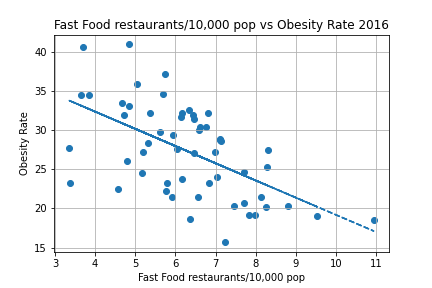 Fast Food restaurants/10,000 pop vs Obesity Rate 2016
40
35
30
25
20
15
Obesity Rate
3 4 5 6 7 8 9 10 11
Fast Food restaurants/10,000 pop